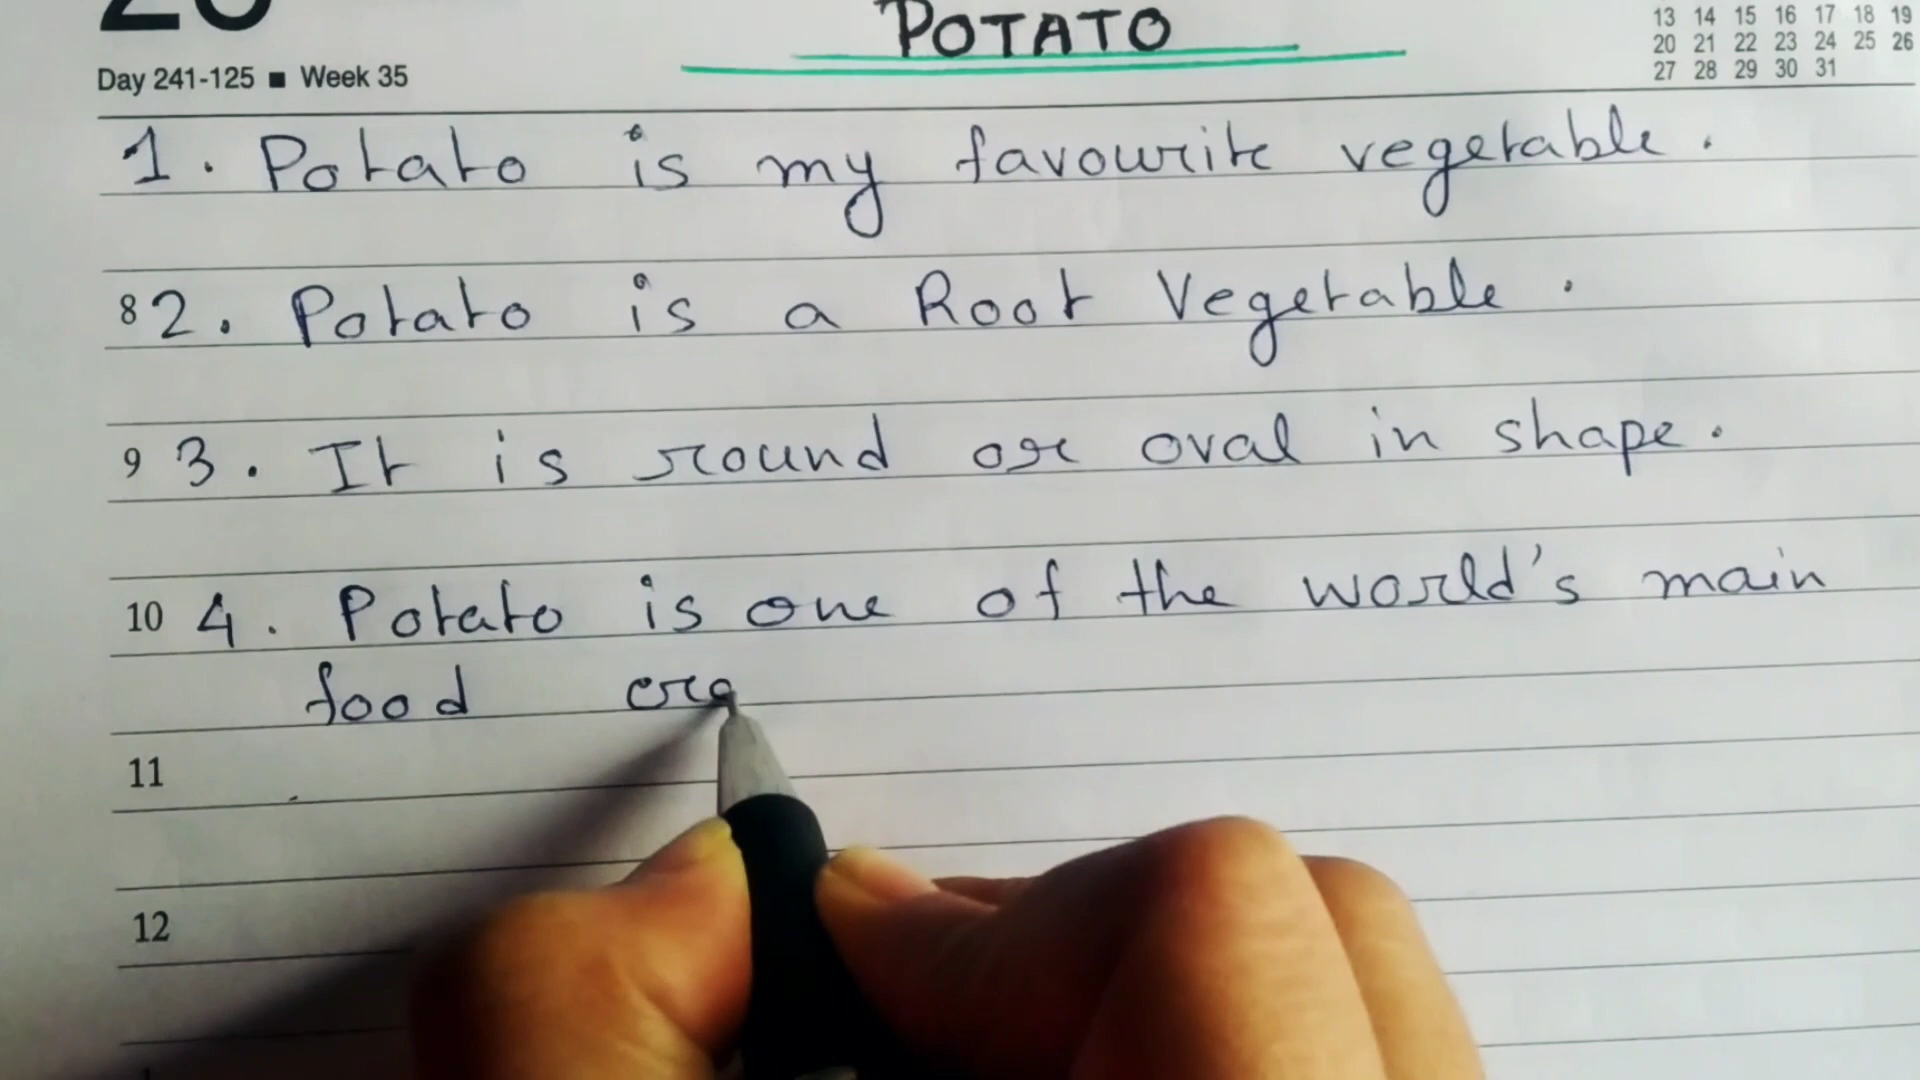 POTATO
13 14 15 16 17 18 19
20 21 22 23 24 25 26
27 28 29 30 31
Day 241-125 ■ Week 35
1. Potato is my favourite vegetable.
8 2. Potato is a Root Vegetable.
9 3. It is round or oval in shape.
10 4. Potato is one of the world's main
food cro
11
12